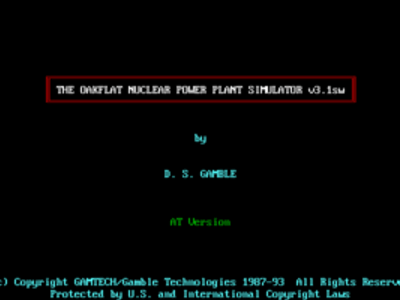 THE OAKFLAT NUCLEAR POWER PLANT SIMULATOR v3.1sw
by
D. S. GAMBLE
AT Version
c) Copyright GAMTECH/Gamble Technologies 1987-93 All Rights Reserve
Protected by U.S. and International Copyright Laws